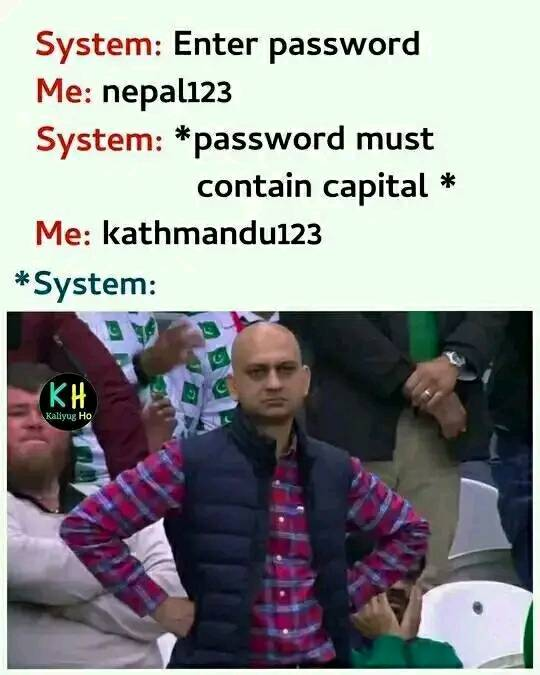 System: Enter password
Me: nepal123
System: *password must
contain capital *
Me: kathmandu123
*System:
KH
Kaliyug Ho